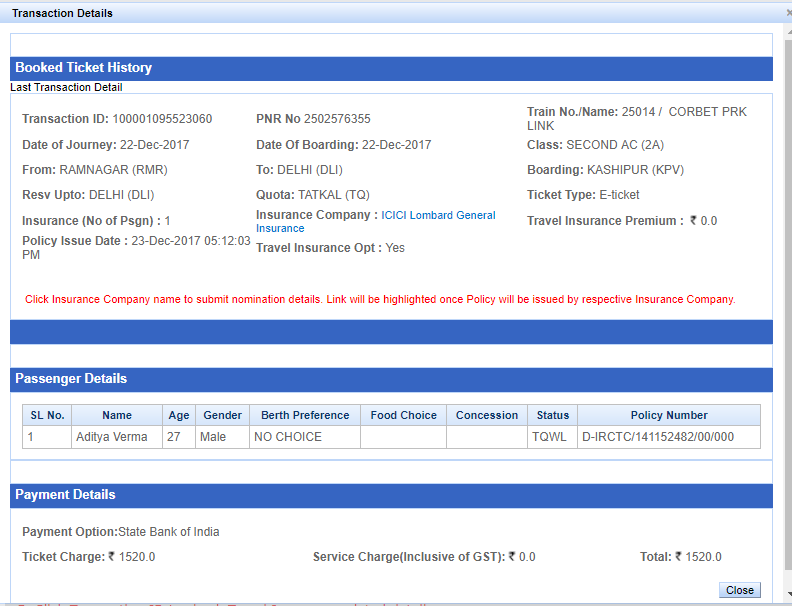 Transaction Details
Booked Ticket History
Last Transaction Detail
Transaction ID: 100001095523060 PNR No 2502576355 Train No./Name: 25014 / CORBET PRK
LINK
Date of Journey: 22-Dec-2017 Date Of Boarding: 22-Dec-2017 Class: SECOND AC (2A)
From: RAMNAGAR (RMR) To: DELHI (DLI) Boarding: KASHIPUR (KPV)
Resv Upto: DELHI (DLI) Quota: TATKAL (TQ) Ticket Type: E-ticket
Insurance (No of Psgn) : 1 Insurance Company : ICICI Lombard General
Insurance Travel Insurance Premium : ₹ 0.0
Policy Issue Date : 23-Dec-2017 05:12:03
PM Travel Insurance Opt : Yes
Click Insurance Company name to submit nomination details. Link will be highlighted once Policy will be issued by respective Insurance Company.
Passenger Details
SL No. Name Age Gender Berth Preference Food Choice Concession Status Policy Number
1 Aditya Verma 27 Male NO CHOICE TQWL D-IRCTC/141152482/00/000
Payment Details
Payment Option:State Bank of India
Ticket Charge: ₹ 1520.0 Service Charge(Inclusive of GST): ₹ 0.0 Total: ₹ 1520.0
Close